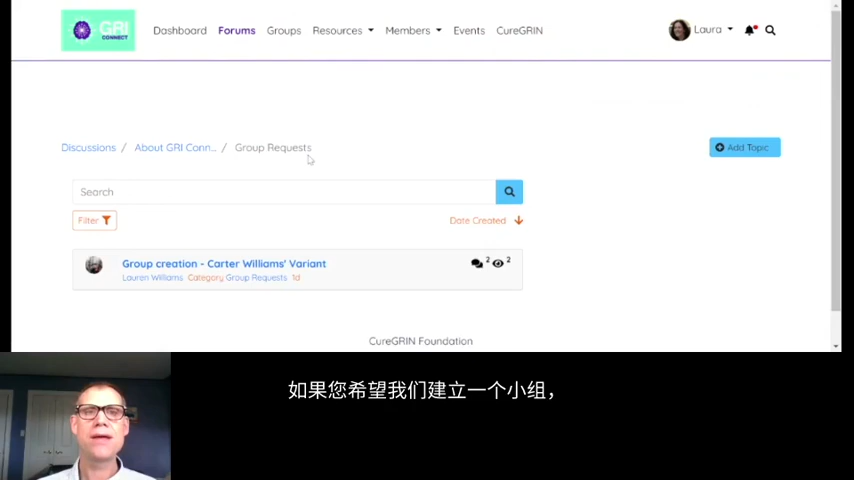 GRI
CONNECT
Dashboard Forums Groups Resources Members Events CureGRIN Laura
Discussions / About GRI Conn... / Group Requests
Add Topic
Search
Filter
Date Created
Group creation - Carter Williams' Variant 2 2
Lauren Williams Category Group Requests 1d
CureGRIN Foundation
如果您希望我们建立一个小组，